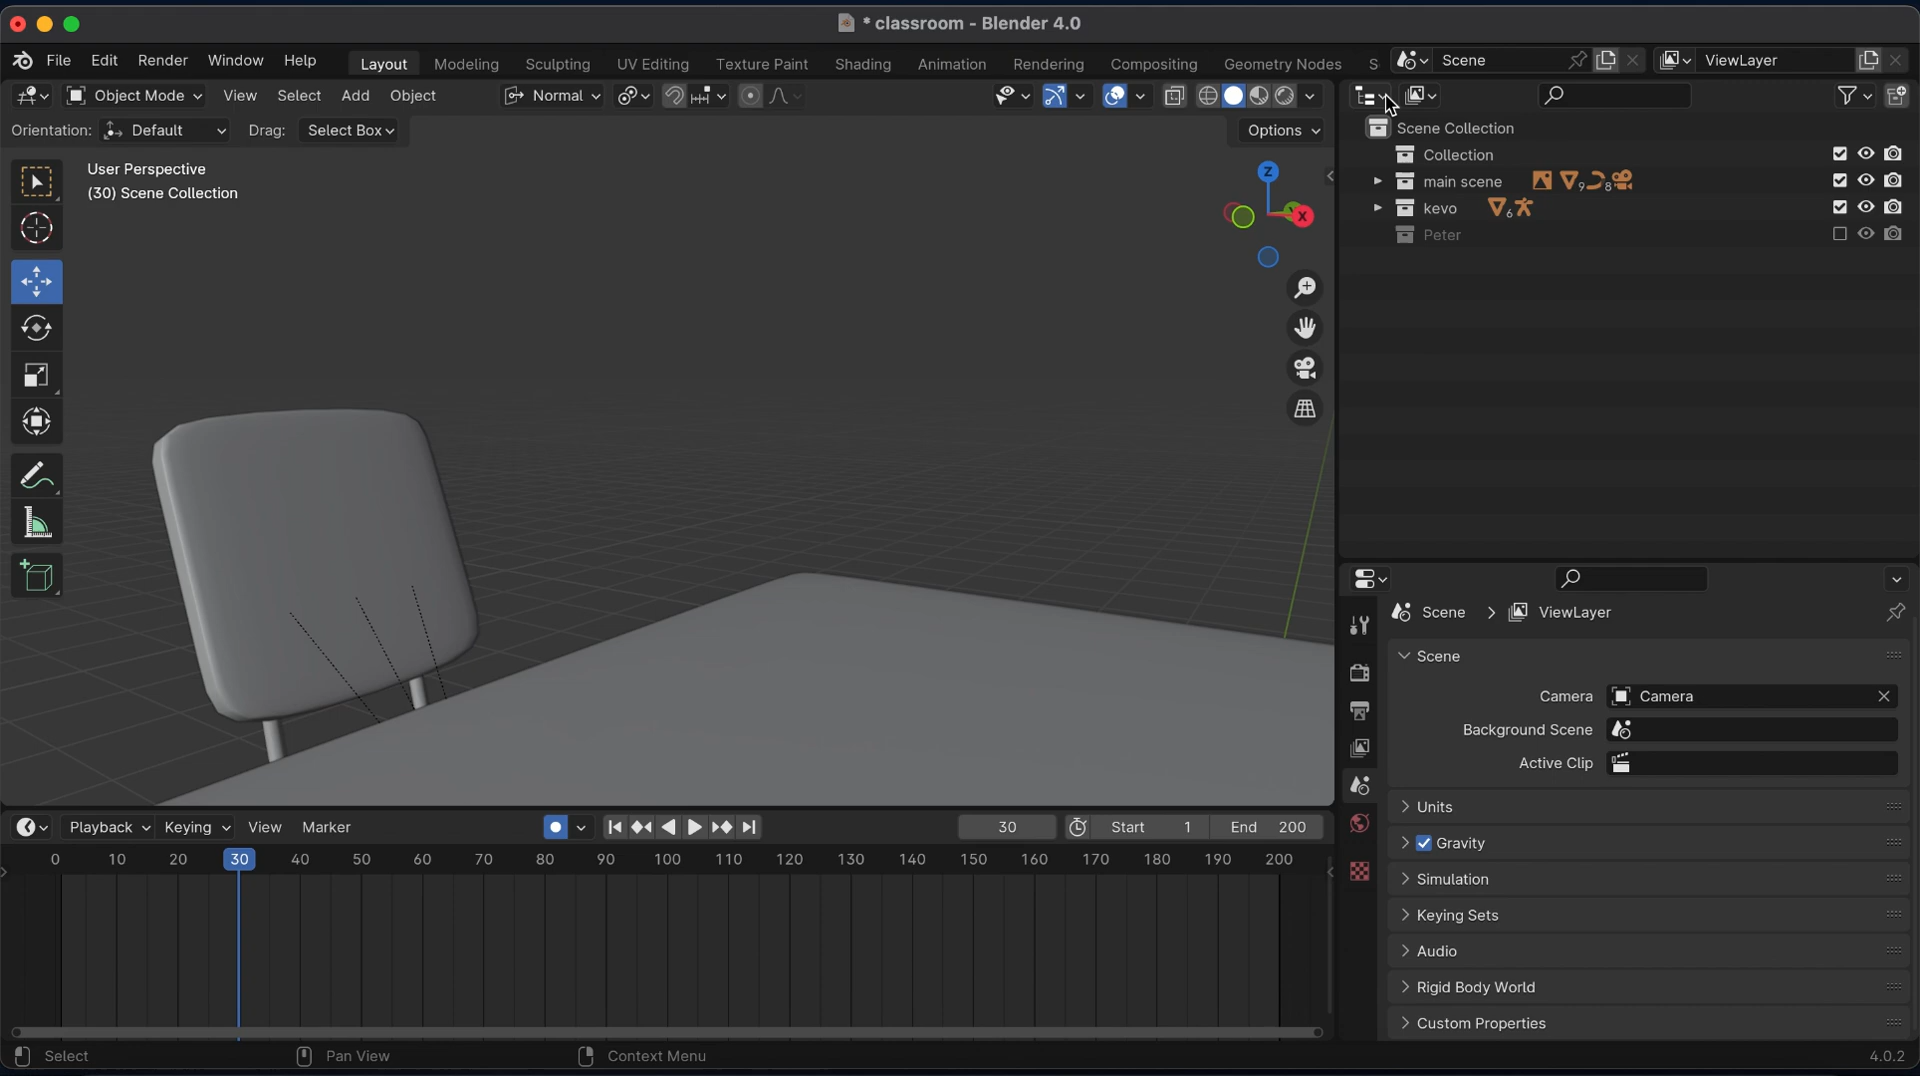 * classroom - Blender 4.0
File Edit Render Window Help Layout Modeling Sculpting UV Editing Texture Paint Shading Animation Rendering Compositing Geometry Nodes S Scene ViewLayer
Object Mode View Select Add Object Normal
Orientation: Default Drag: Select Box Options
User Perspective
(30) Scene Collection
Z
X
Scene Collection
Collection
main scene 9 8
kevo 6
Peter
Scene > ViewLayer
Scene
Camera Camera
Background Scene
Active Clip
Units
Gravity
Simulation
Keying Sets
Audio
Rigid Body World
Custom Properties
Playback Keying View Marker 30 Start 1 End 200
0 10 20 30 40 50 60 70 80 90 100 110 120 130 140 150 160 170 180 190 200
Select Pan View Context Menu 4.0.2